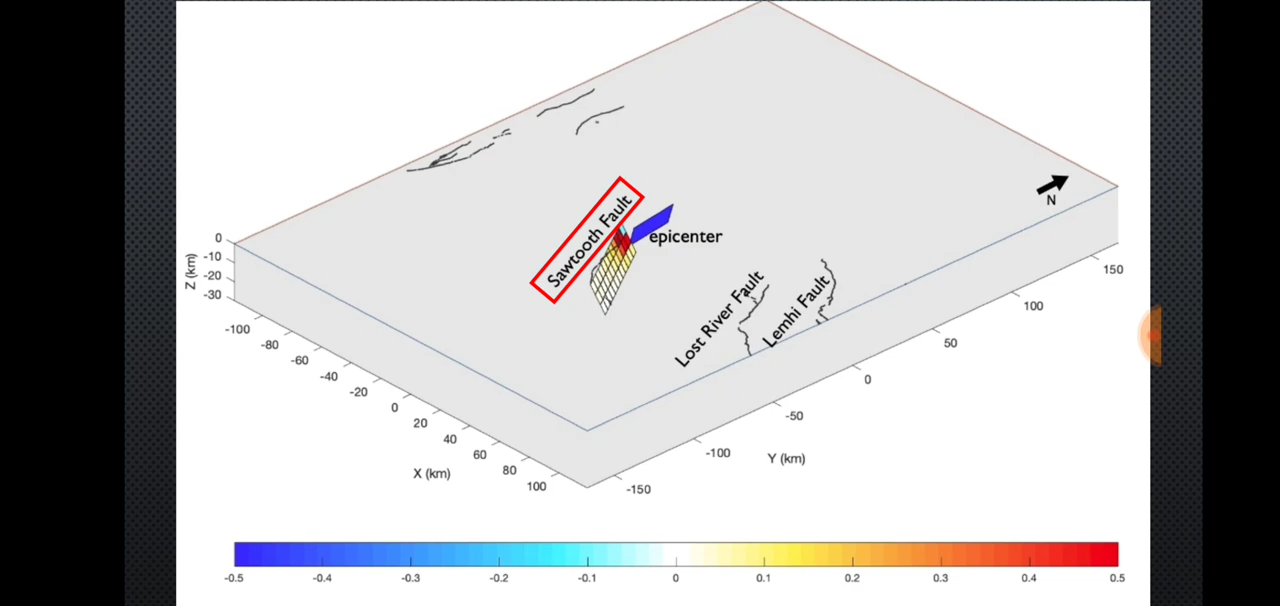 Sawtooth Fault
epicenter
N
Lost River Fault
Lemhi Fault
Z (km)
0
-10
-20
-30
-100
-80
-60
-40
-20
0
20
40
60
80
100
X (km)
150
100
50
0
-50
-100
-150
Y (km)
-0.5 -0.4 -0.3 -0.2 -0.1 0 0.1 0.2 0.3 0.4 0.5